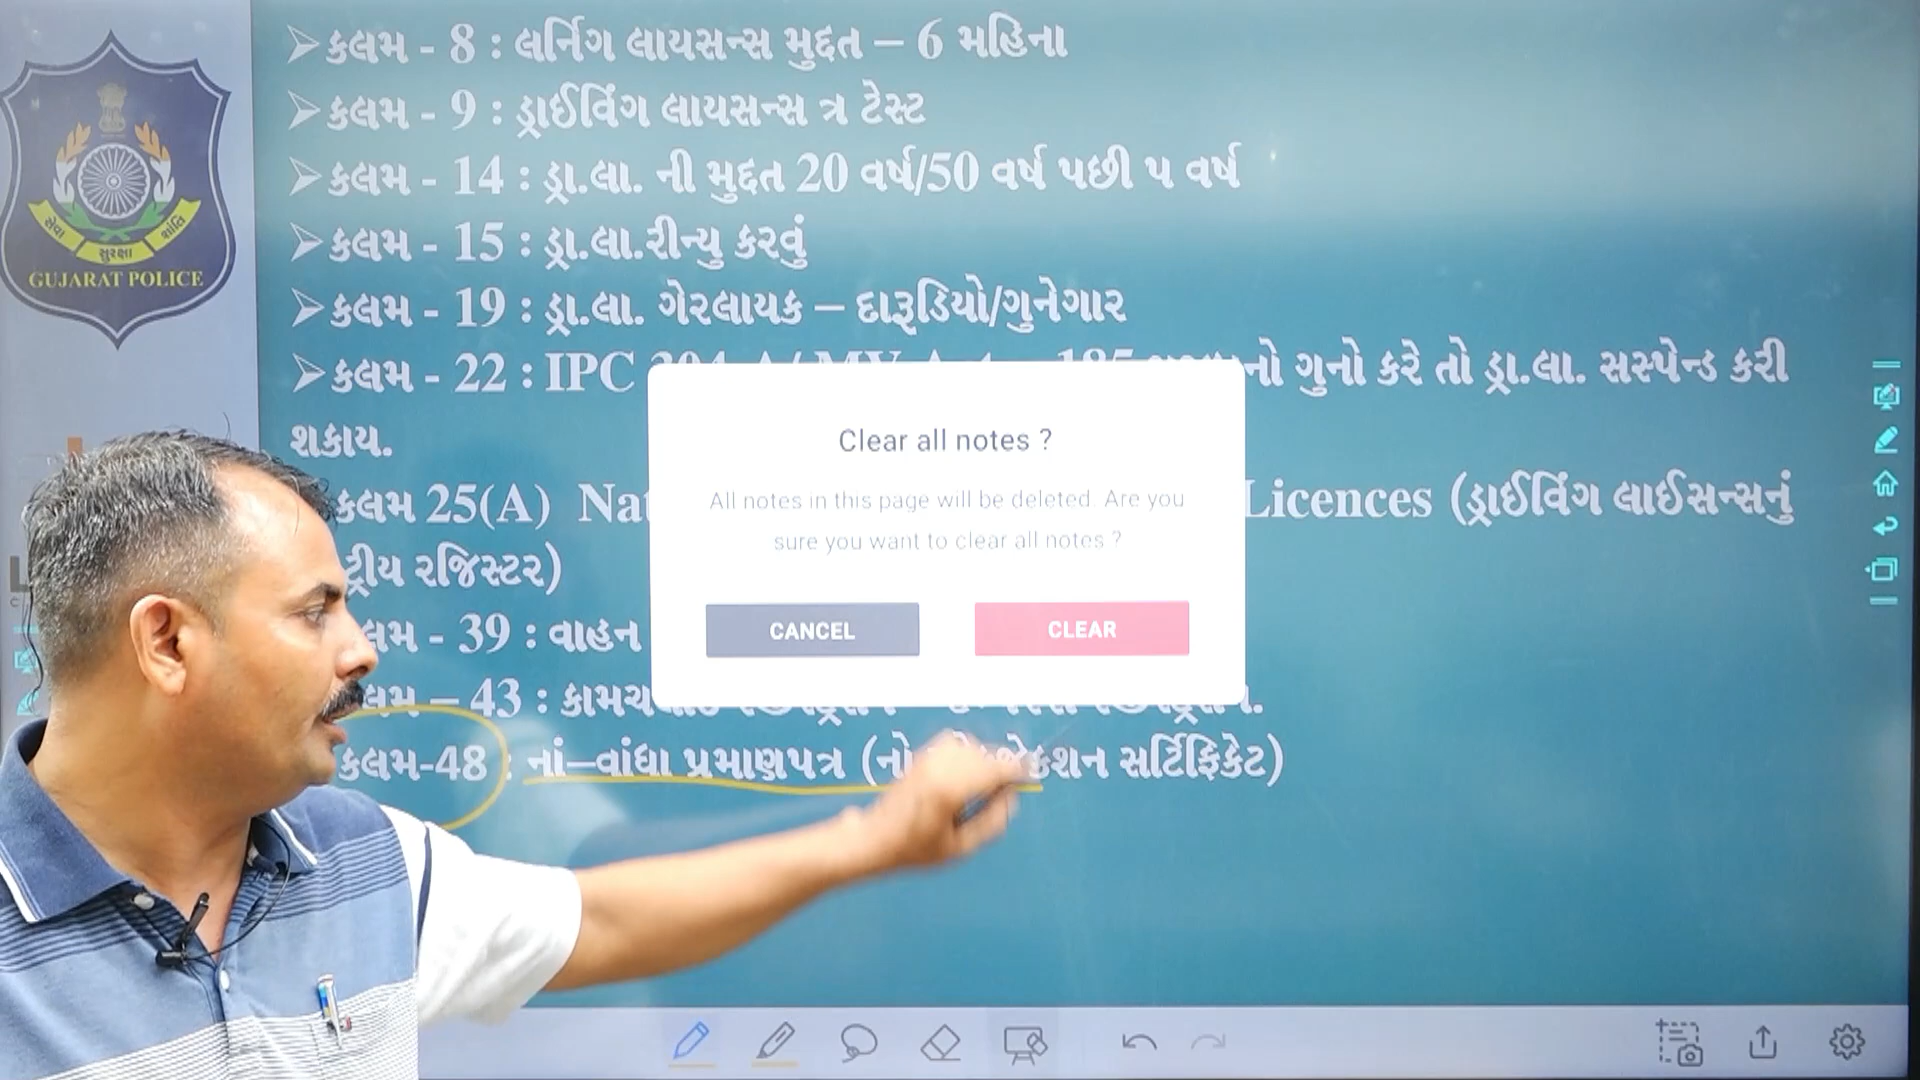 ➢ કલમ - 8 : લર્નિગ લાયસન્સ મુદ્દત – 6 મહિના
➢ કલમ - 9 : ડ્રાઈવિંગ લાયસન્સ ત્ર ટેસ્ટ
➢ કલમ - 14 : ડ્રા.લા. ની મુદ્દત 20 વર્ષ/50 વર્ષ પછી ૫ વર્ષ
➢ કલમ - 15 : ડ્રા.લા.રીન્યુ કરવું
➢ કલમ - 19 : ડ્રા.લા. ગેરલાયક – દારૂડિયો/ગુનેગાર
➢ કલમ - 22 : IPC 304 ગુનો કરે તો ડ્રા.લા. સસ્પેન્ડ કરી
શકાય.
કલમ 25(A) Licences (ડ્રાઈવિંગ લાઈસન્સનું
રજિસ્ટર)
- 39 : વાહન
– 43 :
કલમ-48 : નાં–વાંધા પ્રમાણપત્ર સર્ટિફિકેટ)
Clear all notes ?
All notes in this page will be deleted. Are you
sure you want to clear all notes ?
CANCEL CLEAR
સેવા સુરક્ષા શાંતિ
GUJARAT POLICE